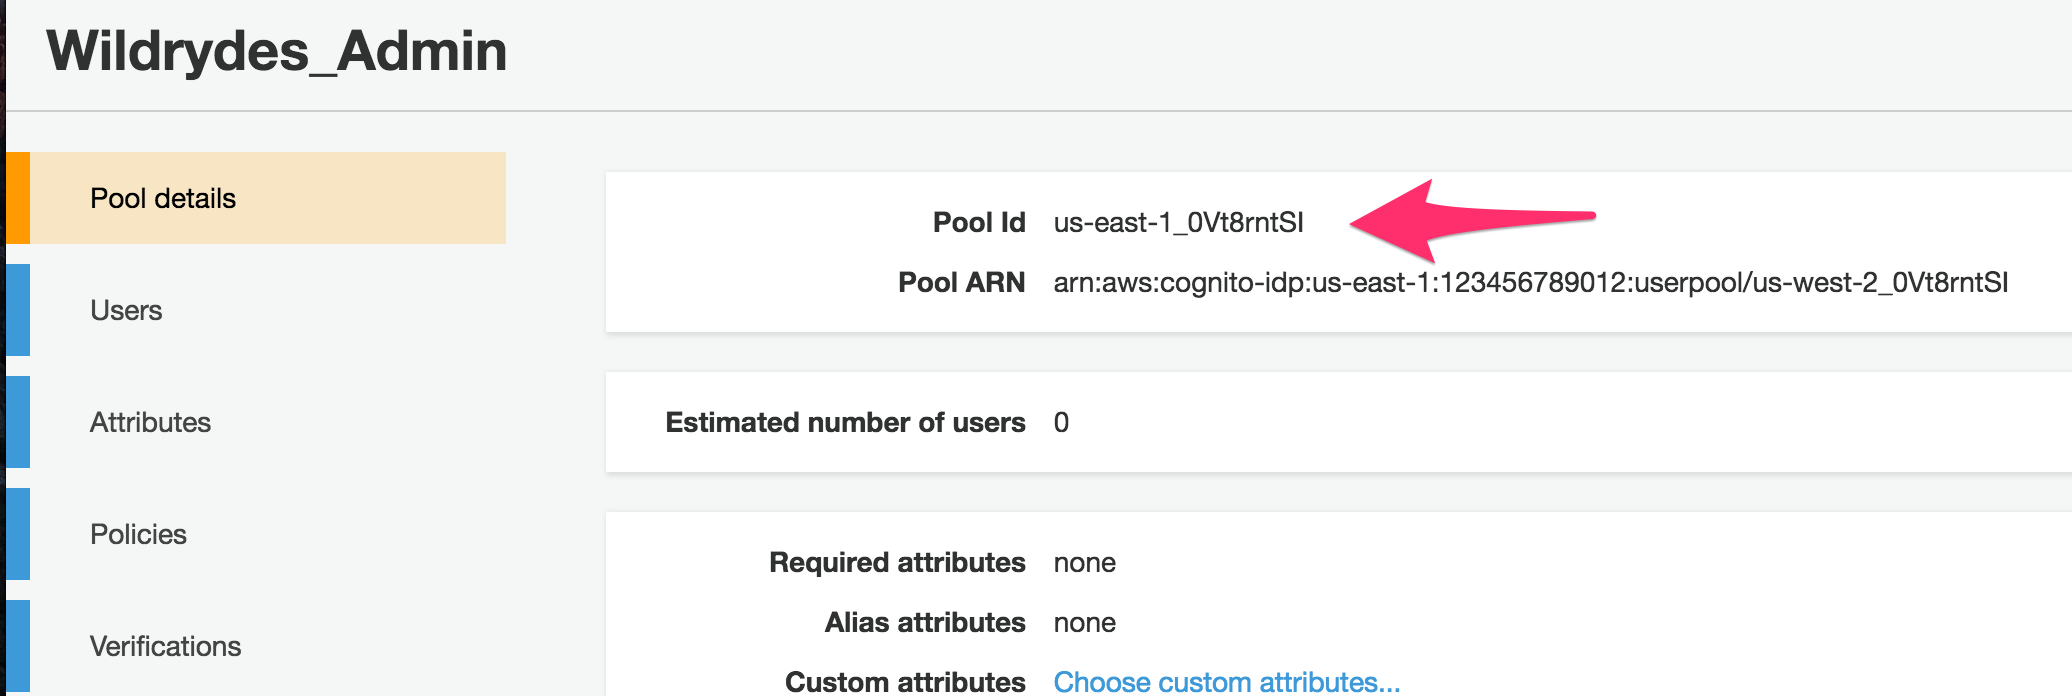 Wildrydes_Admin
Pool details
Users
Attributes
Policies
Verifications
Pool Id us-east-1_0Vt8rntSI
Pool ARN arn:aws:cognito-idp:us-east-1:123456789012:userpool/us-west-2_0Vt8rntSI
Estimated number of users 0
Required attributes none
Alias attributes none
Custom attributes Choose custom attributes...